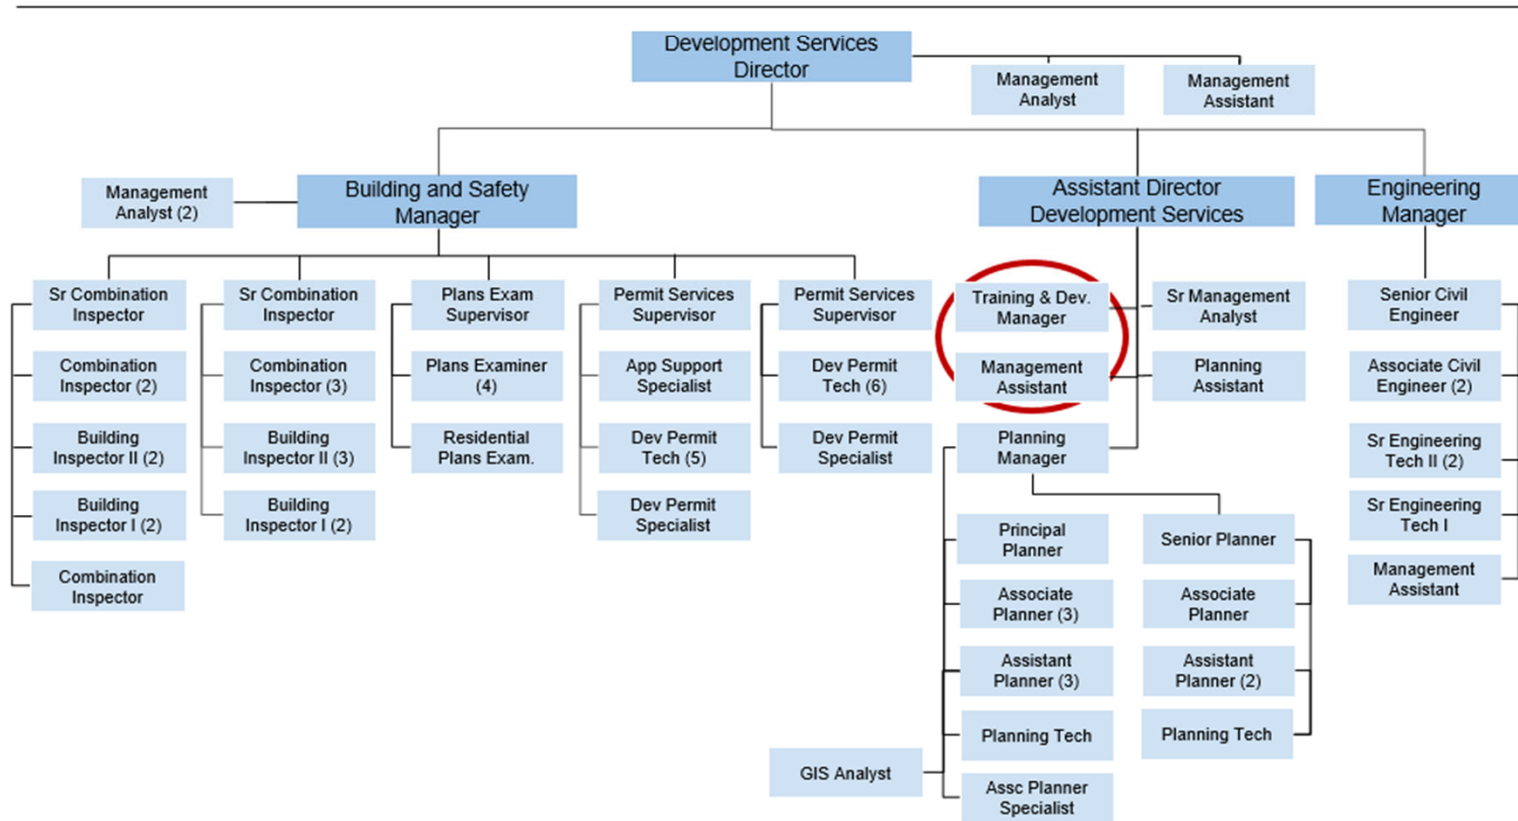 Development Services
Director
Management
Analyst
Management
Assistant
Management
Analyst (2)
Building and Safety
Manager
Assistant Director
Development Services
Engineering
Manager
Sr Combination
Inspector
Combination
Inspector (2)
Building
Inspector II (2)
Building
Inspector I (2)
Combination
Inspector
Sr Combination
Inspector
Combination
Inspector (3)
Building
Inspector II (3)
Building
Inspector I (2)
Plans Exam
Supervisor
Plans Examiner
(4)
Residential
Plans Exam.
Permit Services
Supervisor
App Support
Specialist
Dev Permit
Tech (5)
Dev Permit
Specialist
Permit Services
Supervisor
Dev Permit
Tech (6)
Dev Permit
Specialist
Training & Dev.
Manager
Management
Assistant
Sr Management
Analyst
Planning
Assistant
Planning
Manager
Principal
Planner
Associate
Planner (3)
Assistant
Planner (3)
Planning Tech
GIS Analyst
Assc Planner
Specialist
Senior Planner
Associate
Planner
Assistant
Planner (2)
Planning Tech
Senior Civil
Engineer
Associate Civil
Engineer (2)
Sr Engineering
Tech II (2)
Sr Engineering
Tech I
Management
Assistant